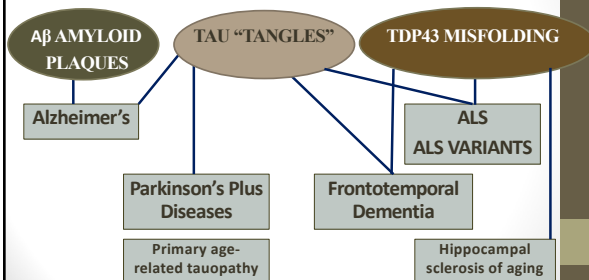 Aβ AMYLOID
PLAQUES
TAU “TANGLES”
TDP43 MISFOLDING
Alzheimer’s
ALS
ALS VARIANTS
Parkinson’s Plus
Diseases
Frontotemporal
Dementia
Primary age-
related tauopathy
Hippocampal
sclerosis of aging